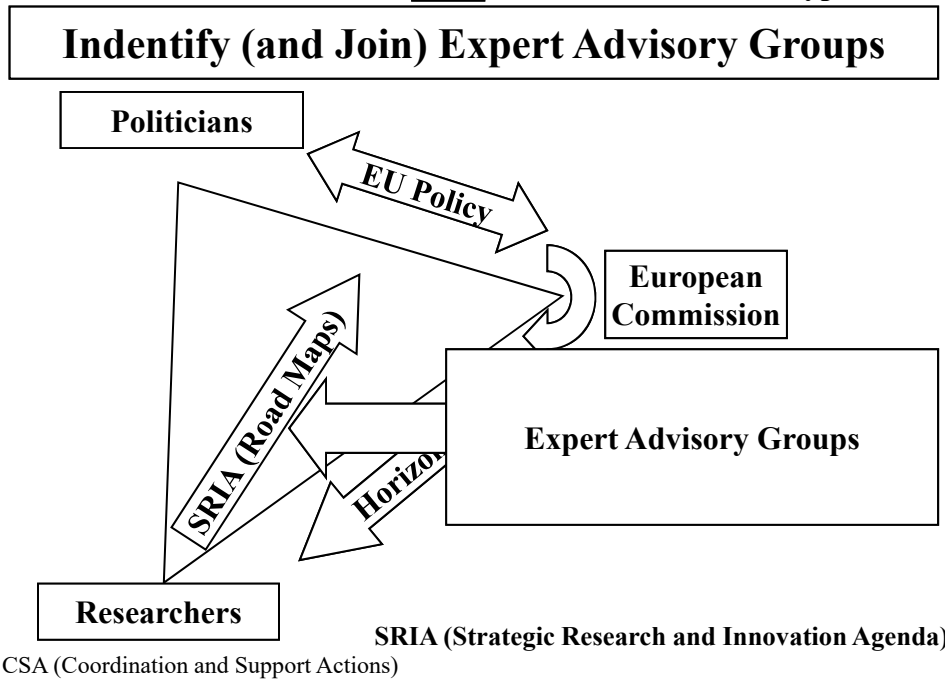 Indentify (and Join) Expert Advisory Groups
Politicians
EU Policy
European
Commission
SRIA (Road Maps)
Expert Advisory Groups
Researchers
SRIA (Strategic Research and Innovation Agenda)
CSA (Coordination and Support Actions)